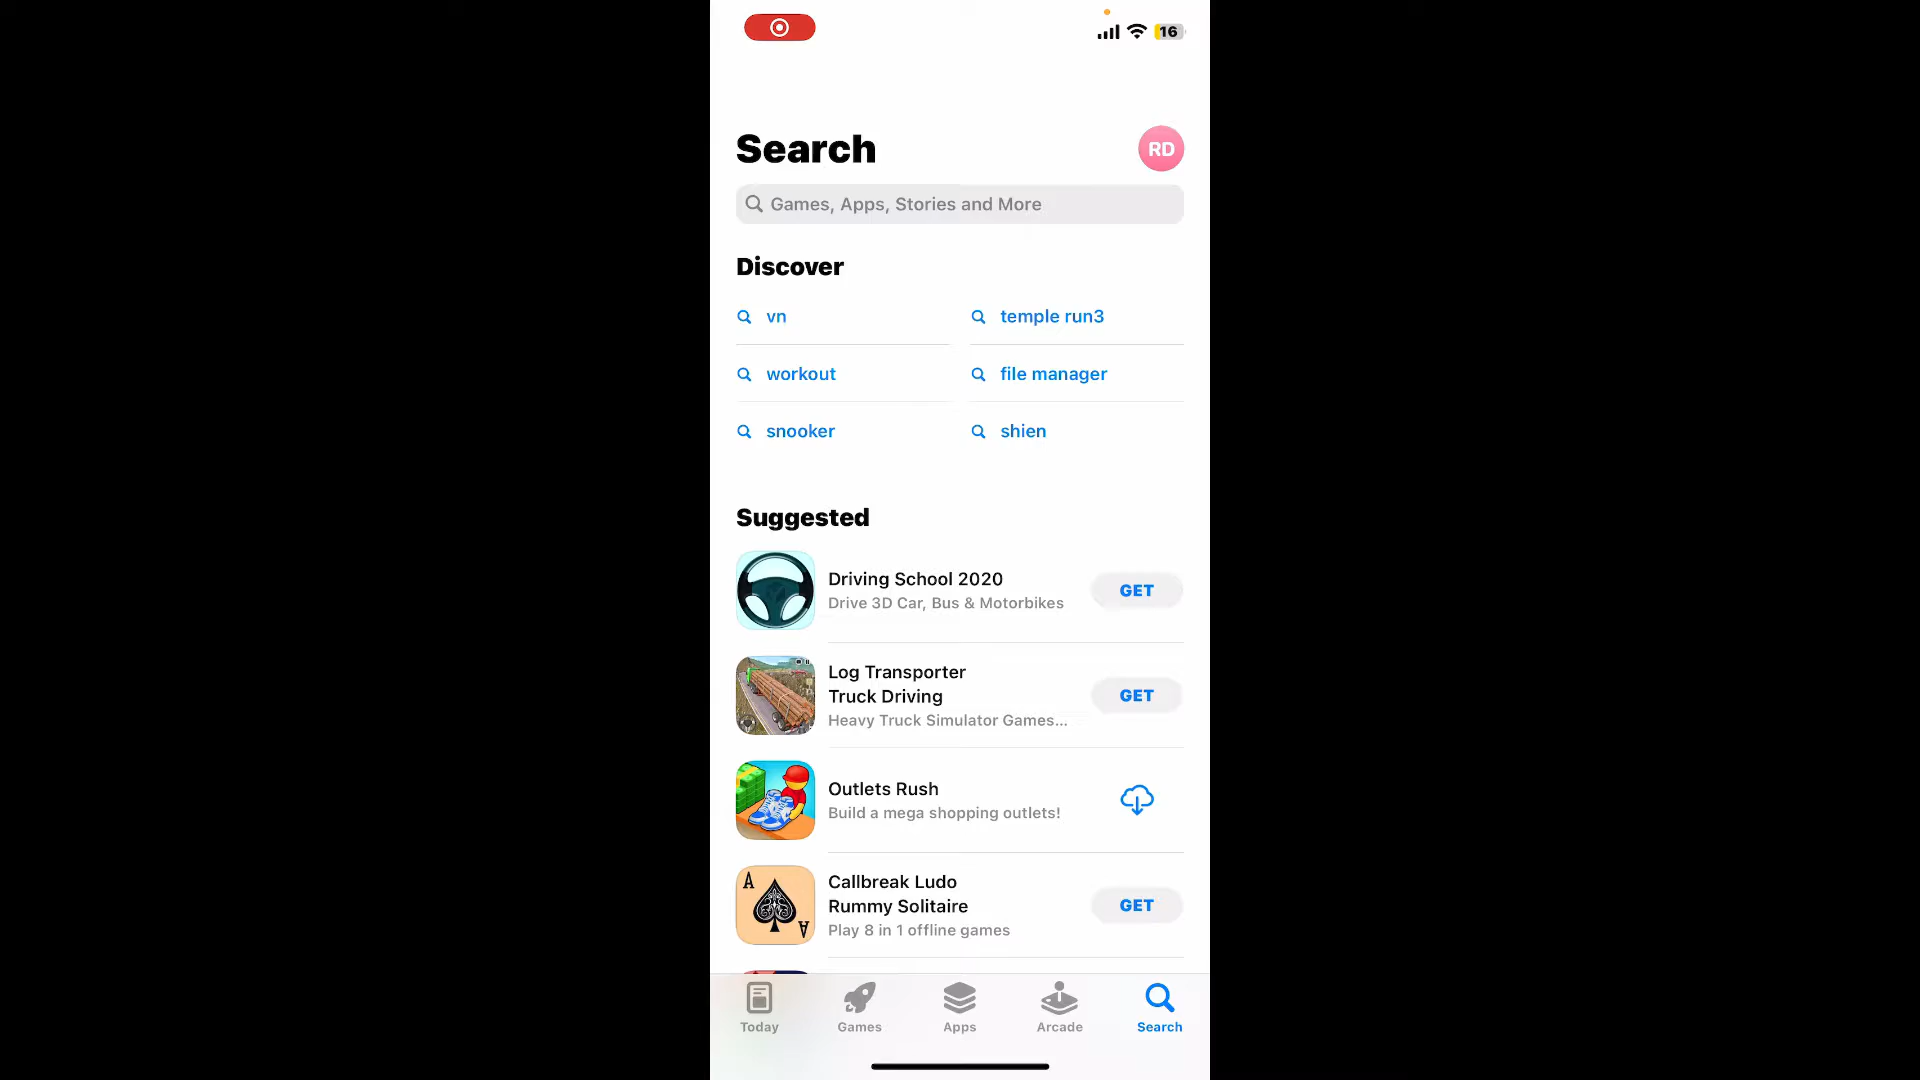 16
Search
RD
Games, Apps, Stories and More
Discover
vn
temple run3
workout
file manager
snooker
shien
Suggested
Driving School 2020
Drive 3D Car, Bus & Motorbikes
GET
Log Transporter
Truck Driving
Heavy Truck Simulator Games...
GET
Outlets Rush
Build a mega shopping outlets!
A
A
Callbreak Ludo
Rummy Solitaire
Play 8 in 1 offline games
GET
Today
Games
Apps
Arcade
Search